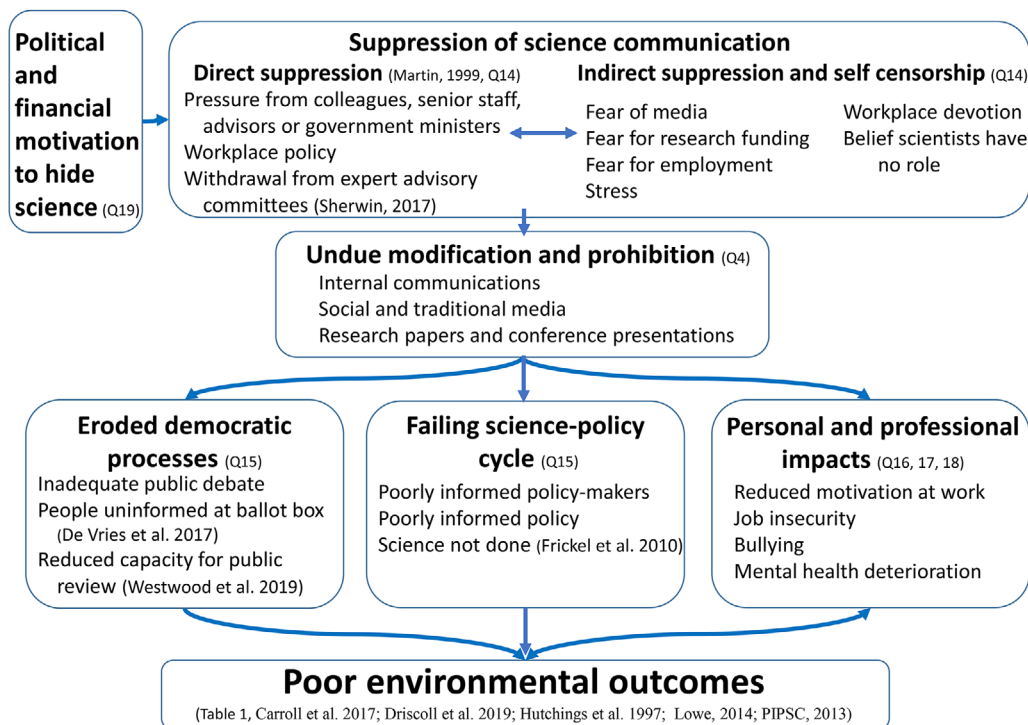 Political
and
financial
motivation
to hide
science (Q19)
Suppression of science communication
Direct suppression (Martin, 1999, Q14)
Pressure from colleagues, senior staff,
advisors or government ministers
Workplace policy
Withdrawal from expert advisory
committees (Sherwin, 2017)
Indirect suppression and self censorship (Q14)
Fear of media
Fear for research funding
Fear for employment
Stress
Workplace devotion
Belief scientists have
no role
Undue modification and prohibition (Q4)
Internal communications
Social and traditional media
Research papers and conference presentations
Eroded democratic
processes (Q15)
Inadequate public debate
People uninformed at ballot box
(De Vries et al. 2017)
Reduced capacity for public
review (Westwood et al. 2019)
Failing science-policy
cycle (Q15)
Poorly informed policy-makers
Poorly informed policy
Science not done (Frickel et al. 2010)
Personal and professional
impacts (Q16, 17, 18)
Reduced motivation at work
Job insecurity
Bullying
Mental health deterioration
Poor environmental outcomes
(Table 1, Carroll et al. 2017; Driscoll et al. 2019; Hutchings et al. 1997; Lowe, 2014; PIPSC, 2013)